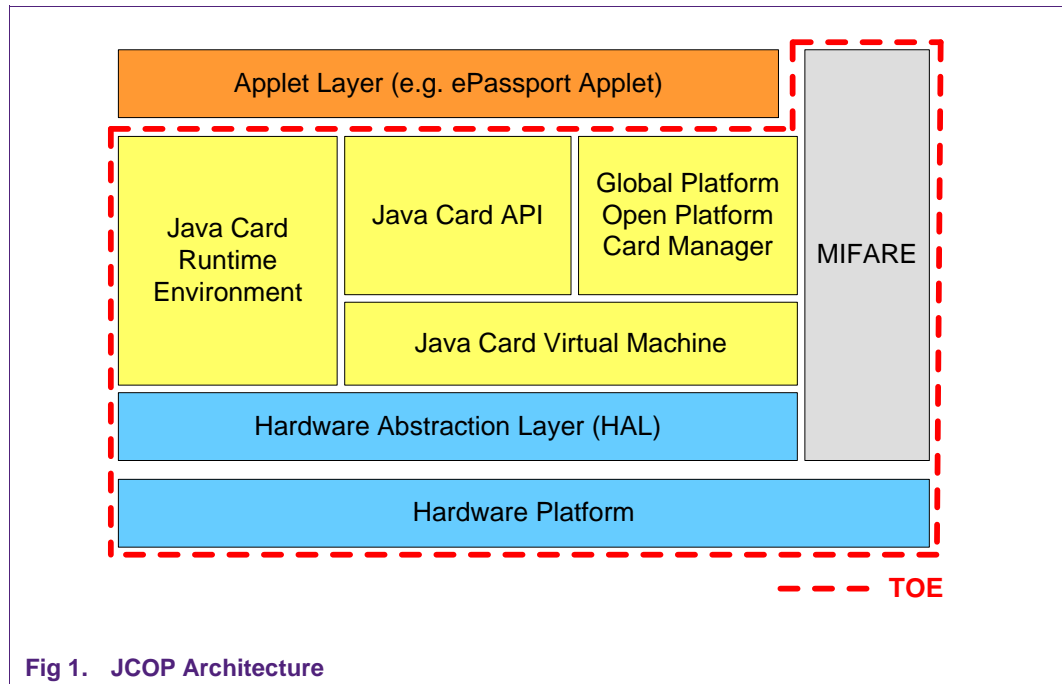 Applet Layer (e.g. ePassport Applet)
Java Card
Runtime
Environment
Java Card API
Global Platform
Open Platform
Card Manager
MIFARE
Java Card Virtual Machine
Hardware Abstraction Layer (HAL)
Hardware Platform
TOE
Fig 1. JCOP Architecture